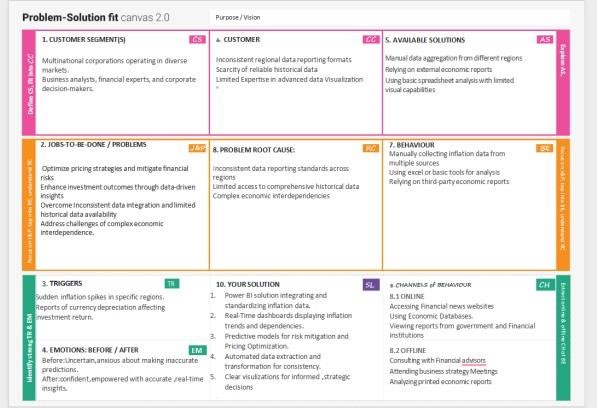 Problem-Solution fit canvas 2.0
Purpose / Vision
1. CUSTOMER SEGMENT(S)
CS
Multinational corporations operating in diverse
markets.
Business analysts, financial experts, and corporate
decision-makers.
6. CUSTOMER
CC
Inconsistent regional data reporting formats
Scarcity of reliable historical data
Limited Expertise in advanced data Visualization
5. AVAILABLE SOLUTIONS
AS
Manual data aggregation from different regions
Relying on external economic reports
Using basic spreadsheet analysis with limited
visual capabilities
Define CS, fit into CC
Explore AS,
2. JOBS-TO-BE-DONE / PROBLEMS
J&P
Optimize pricing strategies and mitigate financial
risks
Enhance investment outcomes through data-driven
insights
Overcome Inconsistent data integration and limited
historical data availability
Address challenges of complex economic
interdependence.
8. PROBLEM ROOT CAUSE:
RC
Inconsistent data reporting standards across
regions
Limited access to comprehensive historical data
Complex economic interdependencies
7. BEHAVIOUR
BE
Manually collecting inflation data from
multiple sources
Using excel or basic tools for analysis
Relying on third-party economic reports
Focus on J&P, tap into BE, understand RC
Focus on J&P, tap into BE, understand RC
3. TRIGGERS
TR
Sudden inflation spikes in specific regions.
Reports of currency depreciation affecting
investment return.
4. EMOTIONS: BEFORE / AFTER
EM
Before:Uncertain,anxious about making inaccurate
predictions.
After:confident,empowered with accurate ,real-time
insights.
10. YOUR SOLUTION
SL
1. Power BI solution integrating and
standardizing inflation data.
2. Real-Time dashboards displaying inflation
trends and dependencies.
3. Predictive models for risk mitigation and
Pricing Optimization.
4. Automated data extraction and
transformation for consistency.
5. Clear vizualizations for informed ,strategic
decisions
9. CHANNELS of BEHAVIOUR
CH
8.1 ONLINE
Accessing Financial news websites
Using Economic Databases.
Viewing reports from government and Financial
Institutions
8.2 OFFLINE
Consulting with Financial advisors
Attending business strategy Meetings
Analyzing printed economic reports
Identify strong TR & EM
Extract online & offline CH of BE